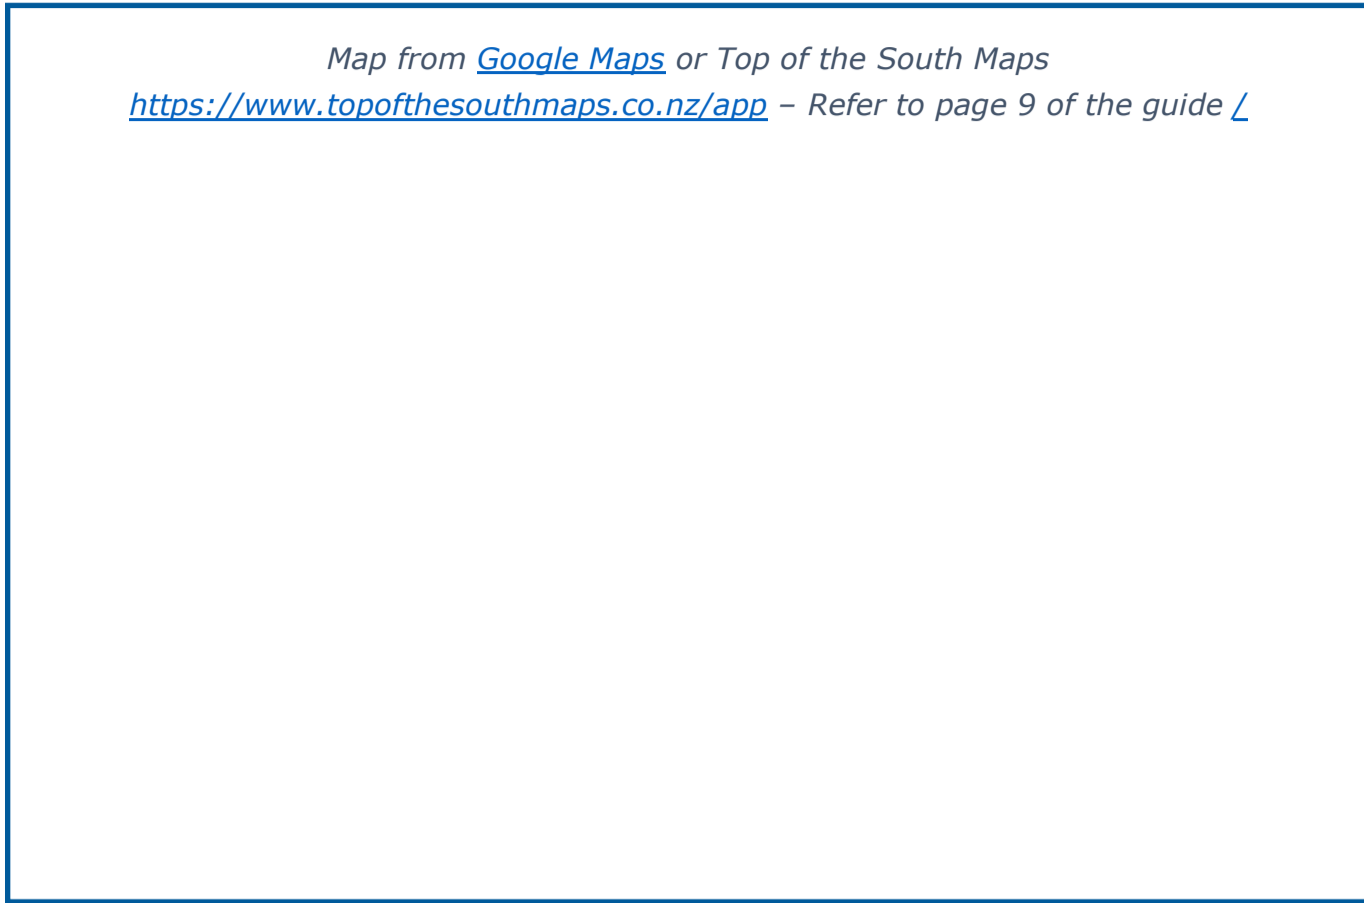 Map from Google Maps or Top of the South Maps
https://www.topofthesouthmaps.co.nz/app – Refer to page 9 of the guide /